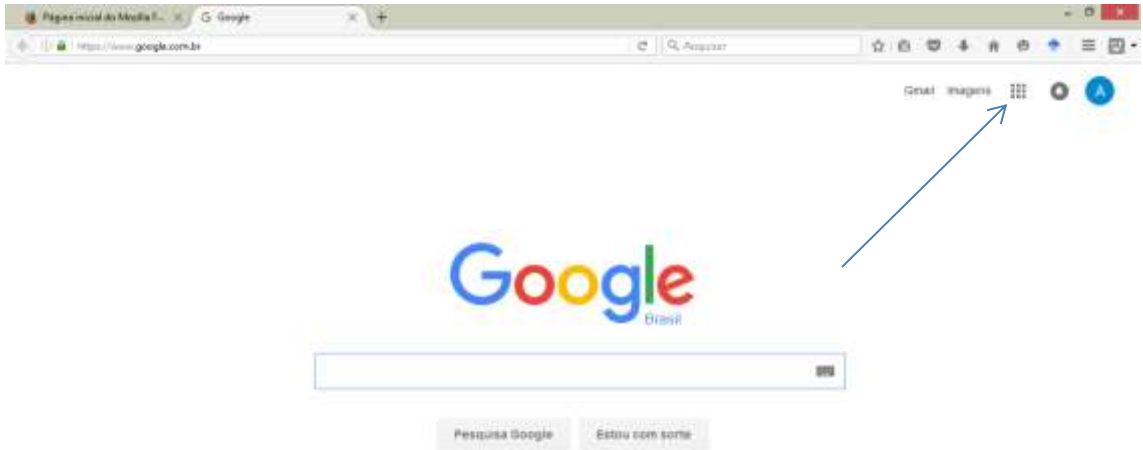 Página inicial do Mozilla F...
G Google
https://www.google.com.br
Pesquisar
Gmail Imagens
A
Google
Brasil
Pesquisa Google
Estou com sorte